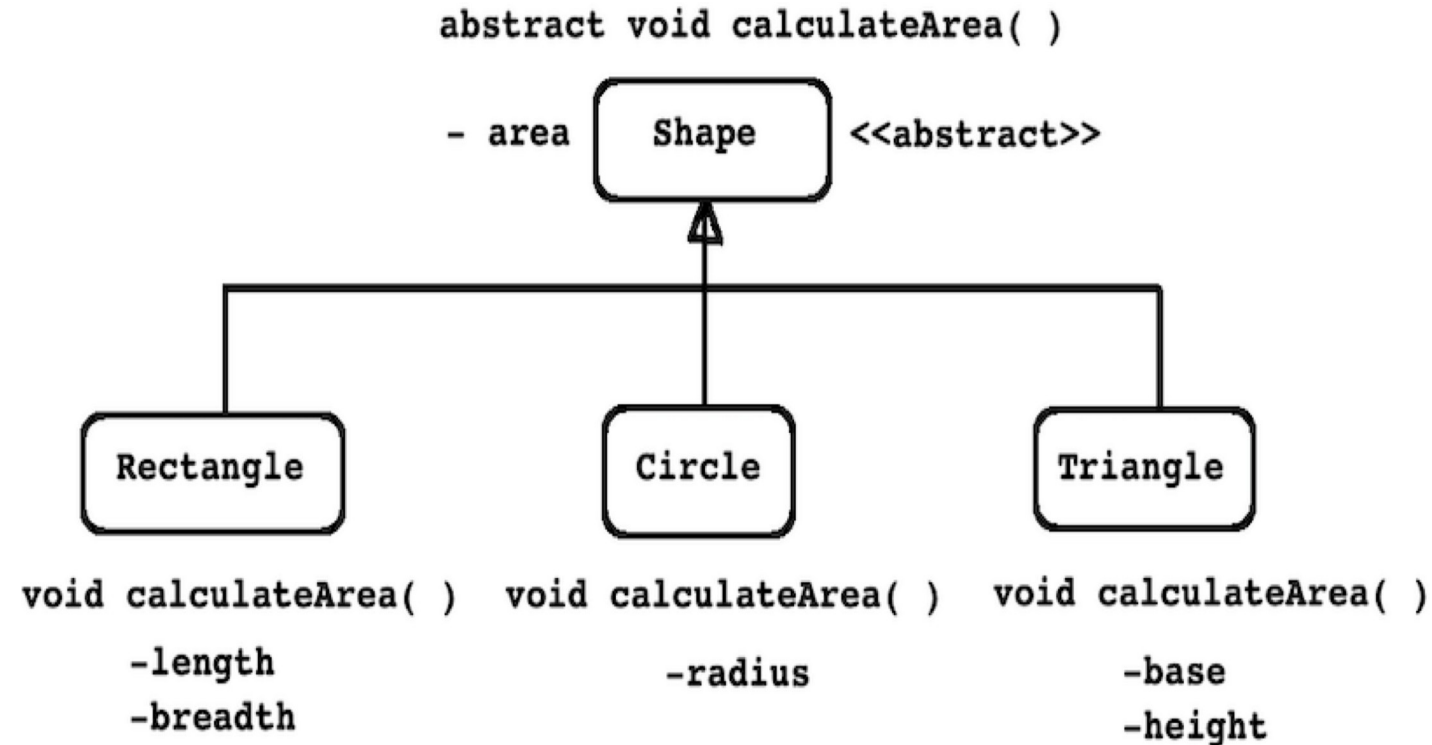 abstract void calculateArea( )
- area
Shape
<<abstract>>
Rectangle
Circle
Triangle
void calculateArea( )
-length
-breadth
void calculateArea( )
-radius
void calculateArea( )
-base
-height